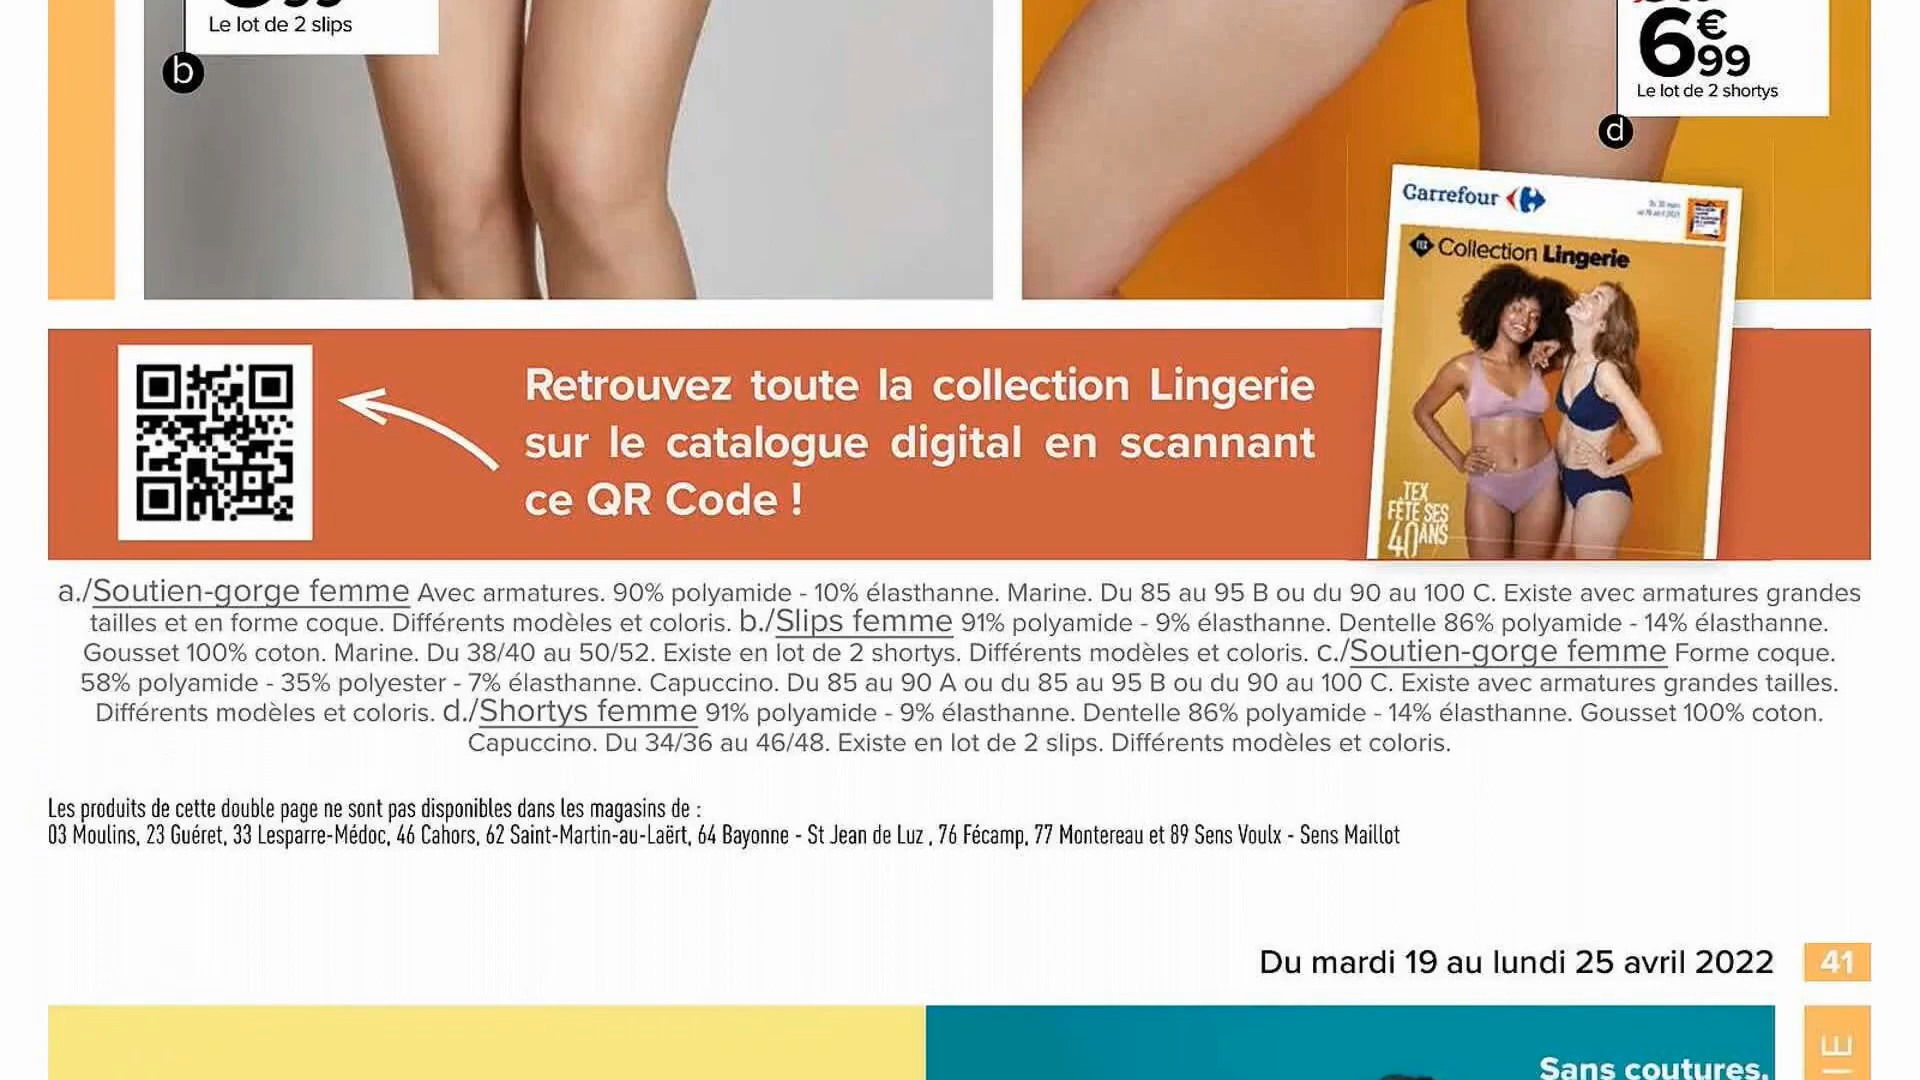 Le lot de 2 slips
b
6€99
Le lot de 2 shortys
d
Carrefour
Collection Lingerie
TEX
FÊTE SES
40 ANS
Retrouvez toute la collection Lingerie
sur le catalogue digital en scannant
ce QR Code !
a./Soutien-gorge femme Avec armatures. 90% polyamide - 10% élasthanne. Marine. Du 85 au 95 B ou du 90 au 100 C. Existe avec armatures grandes
tailles et en forme coque. Différents modèles et coloris. b./Slips femme 91% polyamide - 9% élasthanne. Dentelle 86% polyamide - 14% élasthanne.
Gousset 100% coton. Marine. Du 38/40 au 50/52. Existe en lot de 2 shortys. Différents modèles et coloris. c./Soutien-gorge femme Forme coque.
58% polyamide - 35% polyester - 7% élasthanne. Capuccino. Du 85 au 90 A ou du 85 au 95 B ou du 90 au 100 C. Existe avec armatures grandes tailles.
Différents modèles et coloris. d./Shortys femme 91% polyamide - 9% élasthanne. Dentelle 86% polyamide - 14% élasthanne. Gousset 100% coton.
Capuccino. Du 34/36 au 46/48. Existe en lot de 2 slips. Différents modèles et coloris.
Les produits de cette double page ne sont pas disponibles dans les magasins de :
03 Moulins, 23 Guéret, 33 Lesparre-Médoc, 46 Cahors, 62 Saint-Martin-au-Laërt, 64 Bayonne - St Jean de Luz , 76 Fécamp, 77 Montereau et 89 Sens Voulx - Sens Maillot
Du mardi 19 au lundi 25 avril 2022
41
Sans coutures,